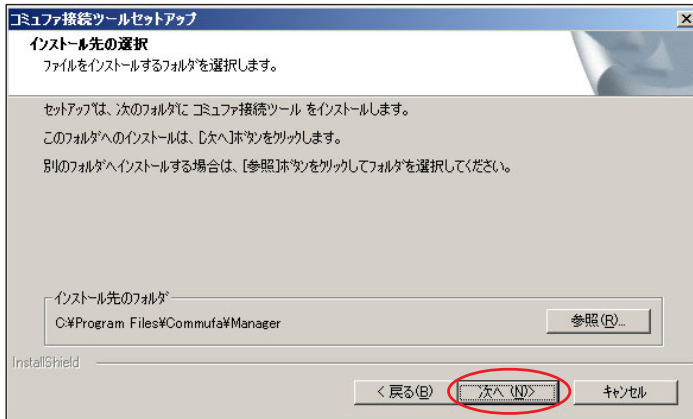 コミュファ接続ツールセットアップ
インストール先の選択
ファイルをインストールするフォルダを選択します。
セットアップは、次のフォルダに コミュファ接続ツール をインストールします。
このフォルダへのインストールは、[次へ]ボタンをクリックします。
別のフォルダへインストールする場合は、[参照]ボタンをクリックしてフォルダを選択してください。
インストール先のフォルダ
C:¥Program Files¥Commufa¥Manager
参照(R)...
InstallShield
< 戻る(B)
次へ (N)>
キャンセル